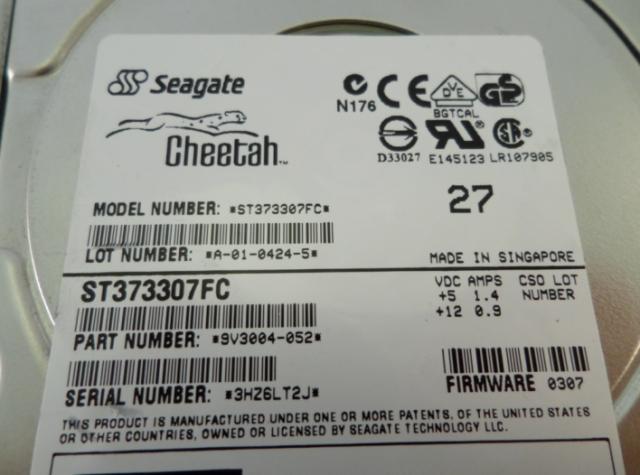 Seagate
Cheetah™
N176
BGTCAL
D33027 E145123 LR107905
27
MODEL NUMBER: *ST373307FC*
LOT NUMBER: *A-01-0424-5*
MADE IN SINGAPORE
ST373307FC
VDC AMPS CSO LOT
+5 1.4 NUMBER
+12 0.9
PART NUMBER: *9V3004-052*
SERIAL NUMBER: *3HZ6LT2J*
FIRMWARE 0307
THIS PRODUCT IS MANUFACTURED UNDER ONE OR MORE PATENTS, OF THE UNITED STATES
OR OTHER COUNTRIES, OWNED OR LICENSED BY SEAGATE TECHNOLOGY LLC.